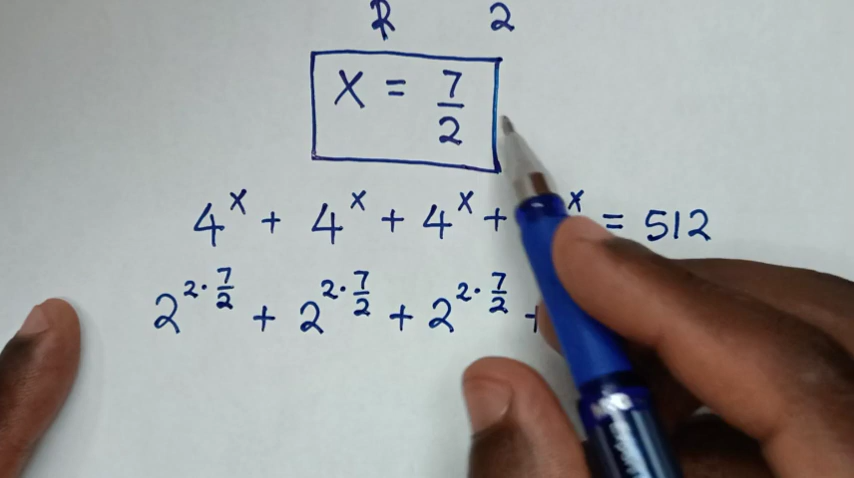 2 2
x = 7/2
4^x + 4^x + 4^x + ^x = 512
2^(2·7/2) + 2^(2·7/2) + 2^(2·7/2) +